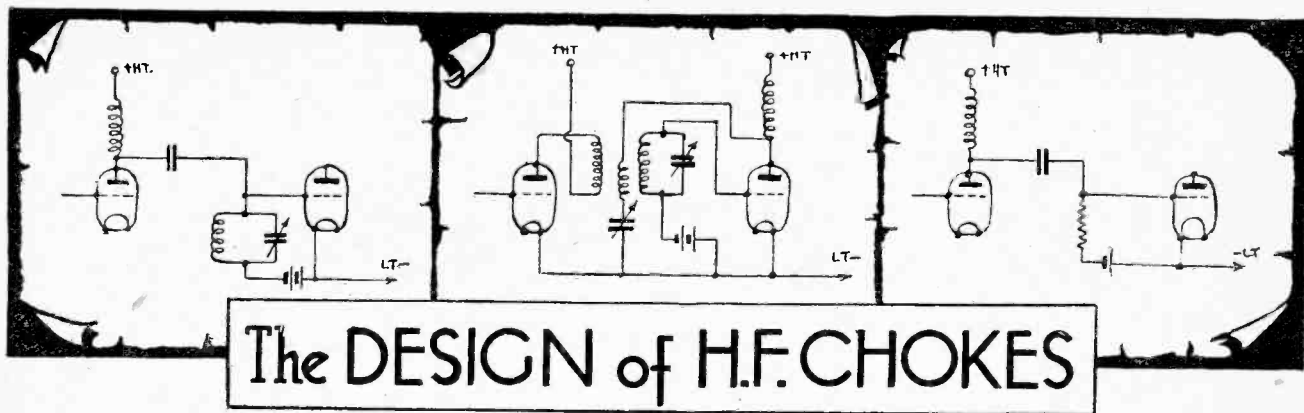 +HT.
+HT
+HT
+HT
LT-
LT-
-LT
The DESIGN of H.F. CHOKES